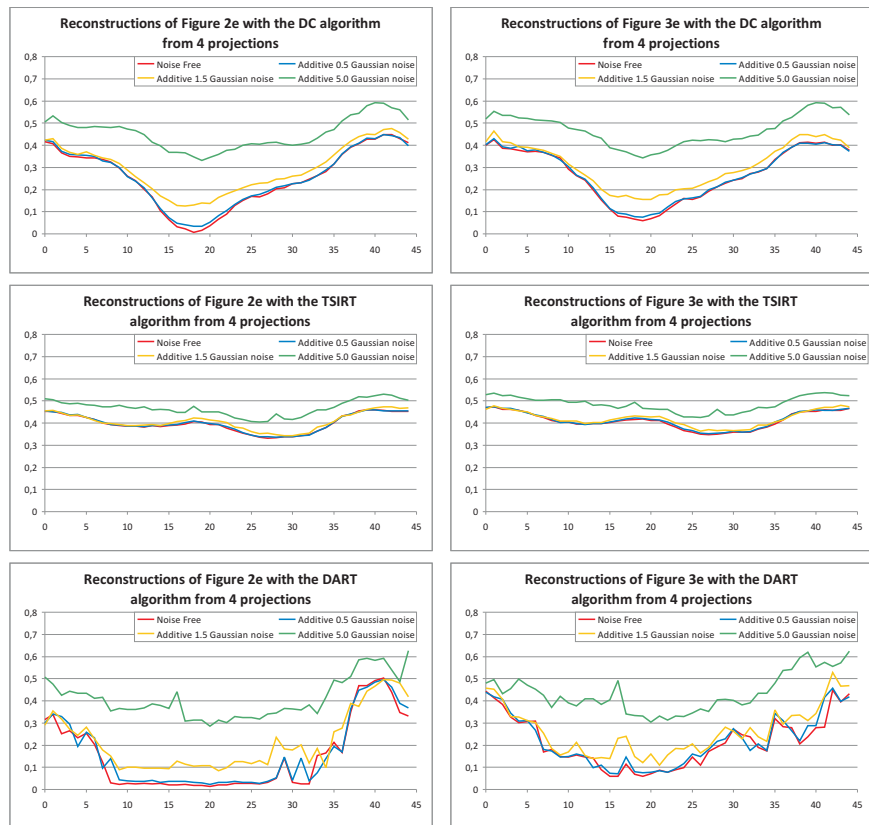 Reconstructions of Figure 2e with the DC algorithm
from 4 projections
Noise Free
Additive 0.5 Gaussian noise
Additive 1.5 Gaussian noise
Additive 5.0 Gaussian noise
0,8
0,7
0,6
0,5
0,4
0,3
0,2
0,1
0
0 5 10 15 20 25 30 35 40 45
Reconstructions of Figure 3e with the DC algorithm
from 4 projections
Noise Free
Additive 0.5 Gaussian noise
Additive 1.5 Gaussian noise
Additive 5.0 Gaussian noise
0,8
0,7
0,6
0,5
0,4
0,3
0,2
0,1
0
0 5 10 15 20 25 30 35 40 45
Reconstructions of Figure 2e with the TSIRT
algorithm from 4 projections
Noise Free
Additive 0.5 Gaussian noise
Additive 1.5 Gaussian noise
Additive 5.0 Gaussian noise
0,8
0,7
0,6
0,5
0,4
0,3
0,2
0,1
0
0 5 10 15 20 25 30 35 40 45
Reconstructions of Figure 3e with the TSIRT
algorithm from 4 projections
Noise Free
Additive 0.5 Gaussian noise
Additive 1.5 Gaussian noise
Additive 5.0 Gaussian noise
0,8
0,7
0,6
0,5
0,4
0,3
0,2
0,1
0
0 5 10 15 20 25 30 35 40 45
Reconstructions of Figure 2e with the DART
algorithm from 4 projections
Noise Free
Additive 0.5 Gaussian noise
Additive 1.5 Gaussian noise
Additive 5.0 Gaussian noise
0,8
0,7
0,6
0,5
0,4
0,3
0,2
0,1
0
0 5 10 15 20 25 30 35 40 45
Reconstructions of Figure 3e with the DART
algorithm from 4 projections
Noise Free
Additive 0.5 Gaussian noise
Additive 1.5 Gaussian noise
Additive 5.0 Gaussian noise
0,8
0,7
0,6
0,5
0,4
0,3
0,2
0,1
0
0 5 10 15 20 25 30 35 40 45